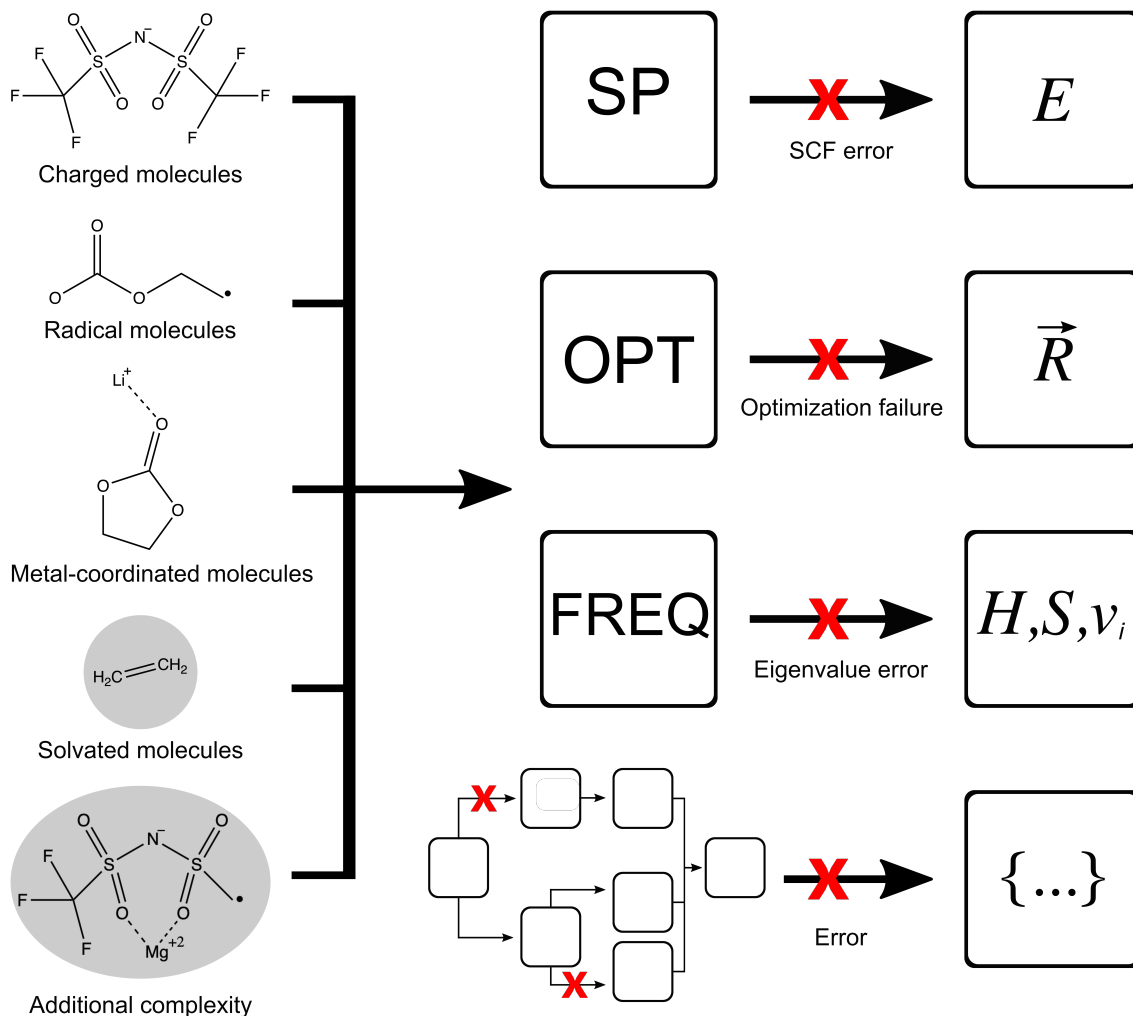 O
O
N⁻
S
S
F
F
F
F
O
O
F
F
Charged molecules
O
O
O
•
Radical molecules
Li⁺
O
O
O
Metal-coordinated molecules
H₂C
CH₂
Solvated molecules
O
O
N⁻
S
S
F
F
O
O
•
F
Mg⁺²
Additional complexity
SP
SCF error
E
OPT
Optimization failure
R⃗
FREQ
Eigenvalue error
H,S,νᵢ
Error
{...}